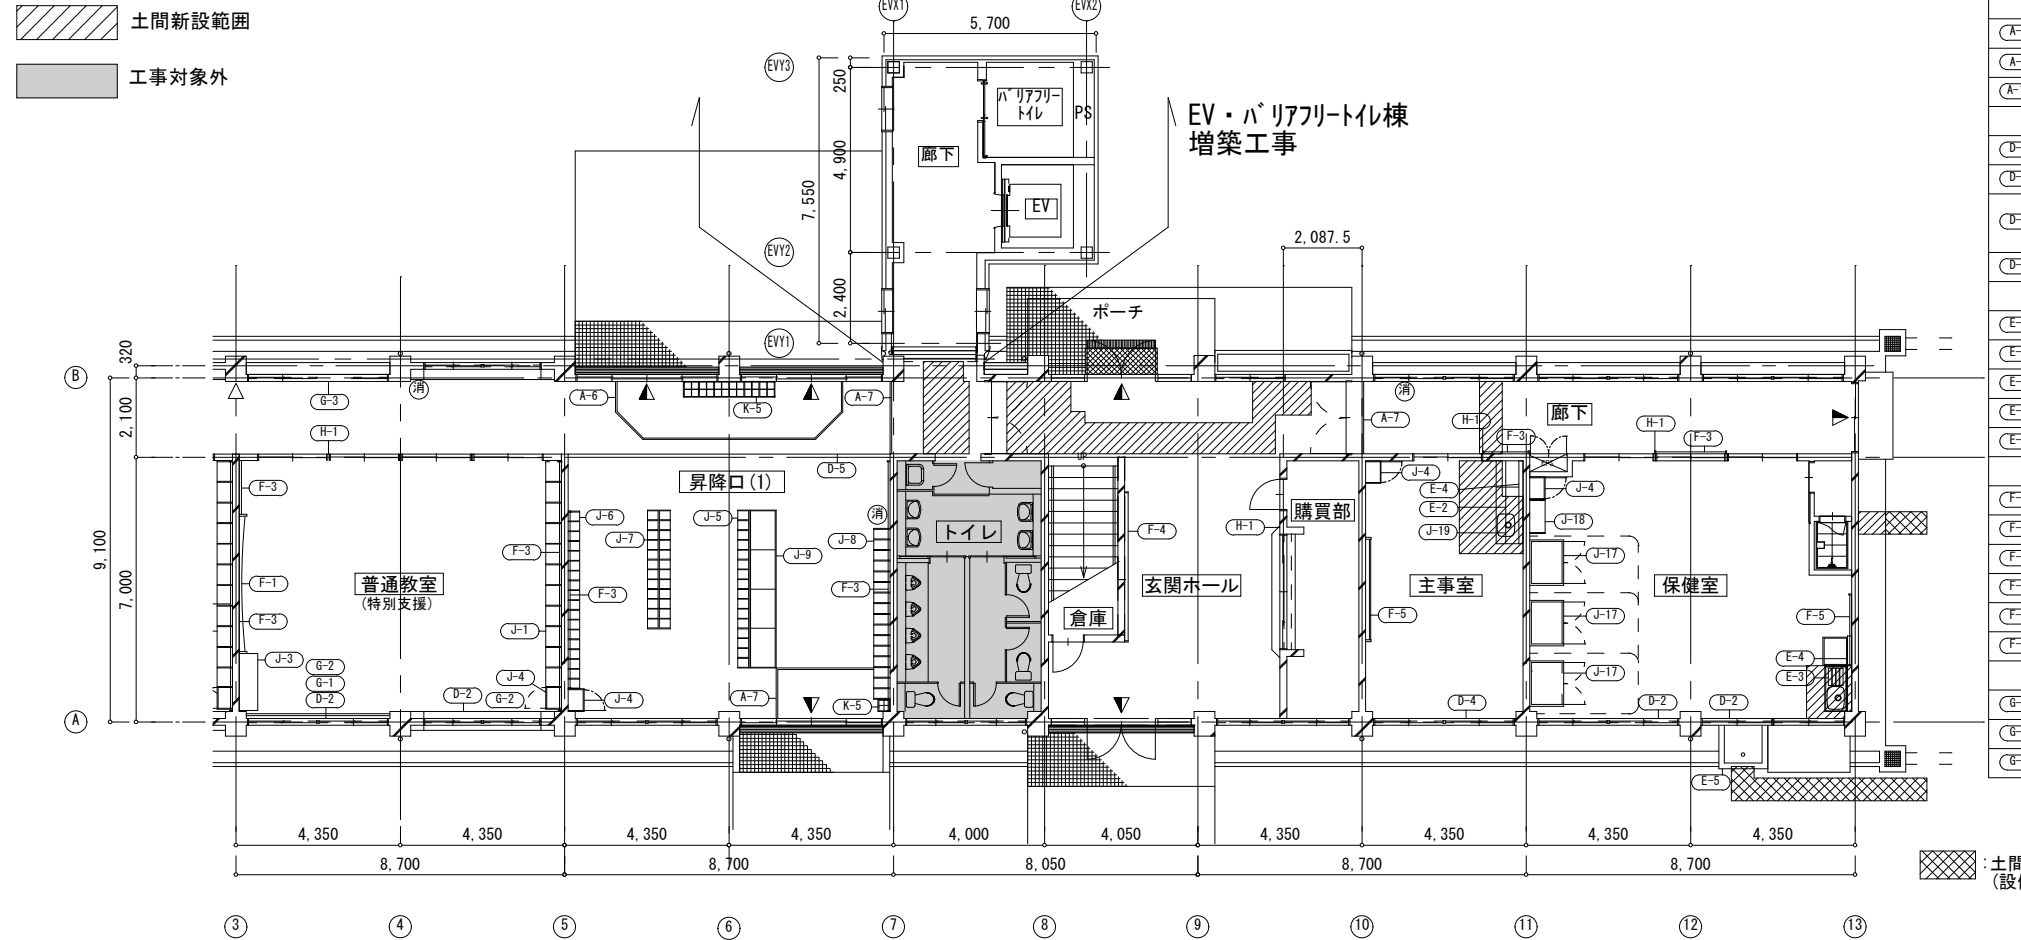 土間新設範囲
工事対象外
EVX1
EVX2
5,700
EVY3
250
バリアフリー
トイレ
PS
EV・バリアフリートイレ棟
増築工事
廊下
4,900
7,550
EV
EVY2
2,087.5
2,400
ポーチ
EVY1
320
B
消
消
G-3
A-6
K-5
A-7
A-7
廊下
2,100
H-1
H-1
F-3
H-1
F-3
UP
D-5
昇降口(1)
F-3
J-4
E-4
J-4
J-6
J-5
消
E-2
購買部
J-18
J-7
トイレ
F-4
H-1
J-19
J-8
9,100
F-3
J-9
J-17
7,000
F-1
普通教室
(特別支援)
F-3
F-3
玄関ホール
主事室
保健室
倉庫
F-5
J-17
F-5
F-3
J-1
J-3
G-2
G-1
D-2
E-4
J-17
E-3
J-4
D-2
G-2
J-4
A-7
K-5
D-4
D-2
D-2
A
E-5
4,350
4,350
4,350
4,350
4,000
4,050
4,350
4,350
4,350
4,350
8,700
8,700
8,050
8,700
8,700
3
4
5
6
7
8
9
10
11
12
13